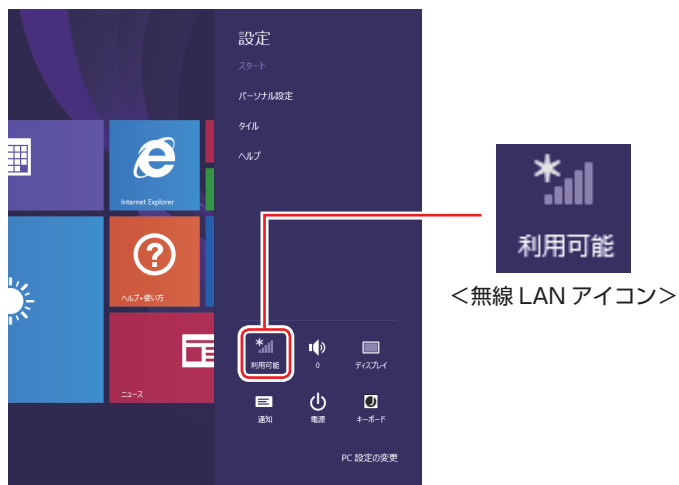 設定
スタート
パーソナル設定
タイル
ヘルプ
Internet Explorer
ヘルプ+使い方
ニュース
利用可能
0
ディスプレイ
通知
電源
キーボード
PC 設定の変更
利用可能
＜無線 LAN アイコン＞